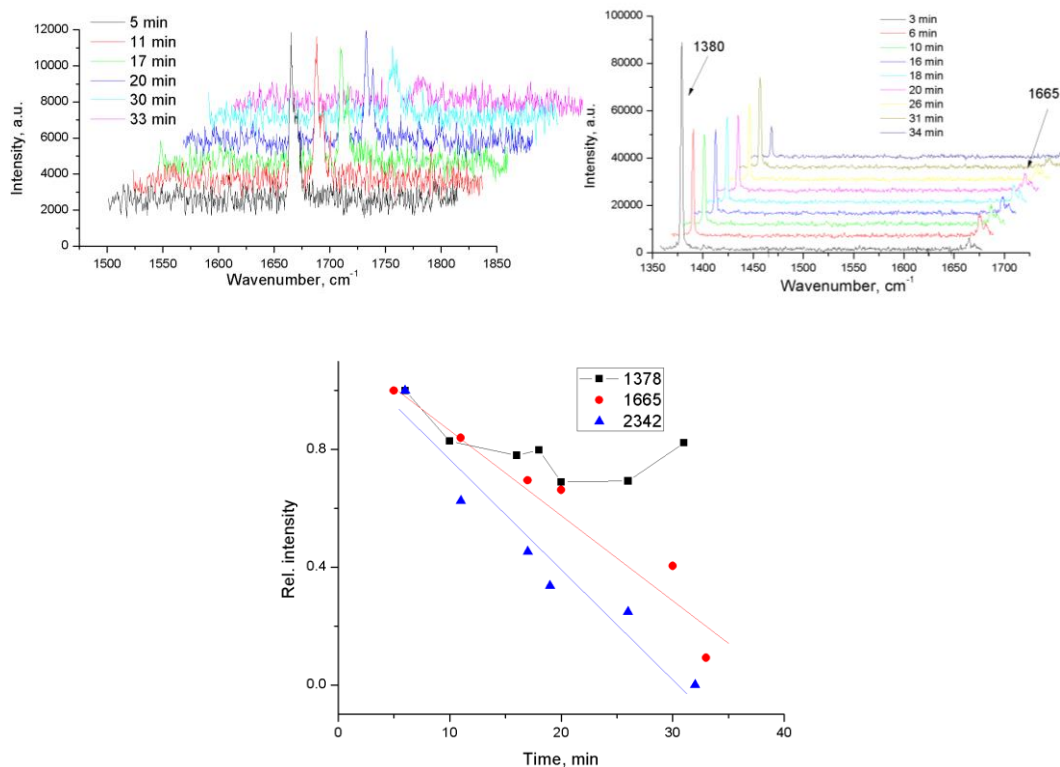 12000
10000
8000
6000
4000
2000
0
Intensity, a.u.
5 min
11 min
17 min
20 min
30 min
33 min
1500 1550 1600 1650 1700 1750 1800 1850
Wavenumber, cm⁻¹
100000
80000
60000
40000
20000
0
Intensity, a.u.
1380
3 min
6 min
10 min
16 min
18 min
20 min
26 min
31 min
34 min
1665
1350 1400 1450 1500 1550 1600 1650 1700
Wavenumber, cm⁻¹
0.8
0.4
0.0
Rel. intensity
1378
1665
2342
0 10 20 30 40
Time, min